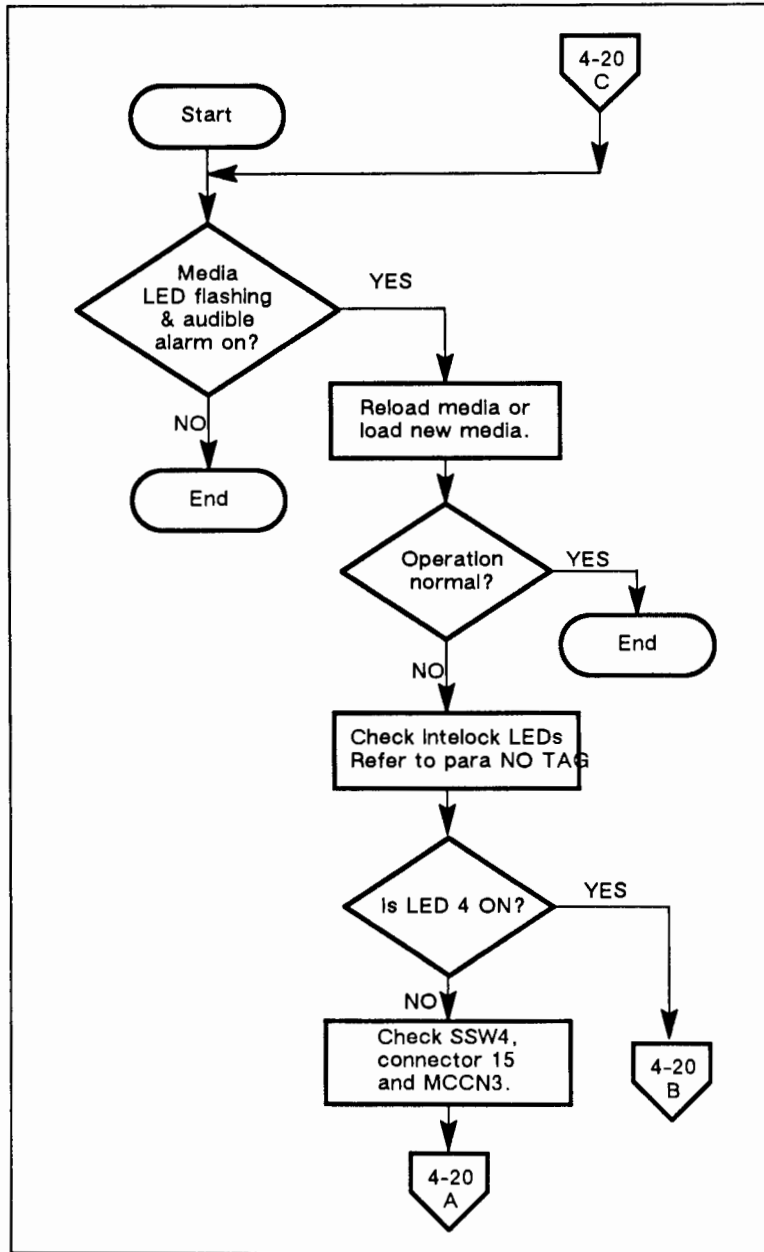 4-20
C
Start
Media
LED flashing
& audible
alarm on?
YES
NO
End
Reload media or
load new media.
Operation
normal?
YES
End
NO
Check Intelock LEDs
Refer to para NO TAG
Is LED 4 ON?
YES
NO
Check SSW4,
connector 15
and MCCN3.
4-20
B
4-20
A